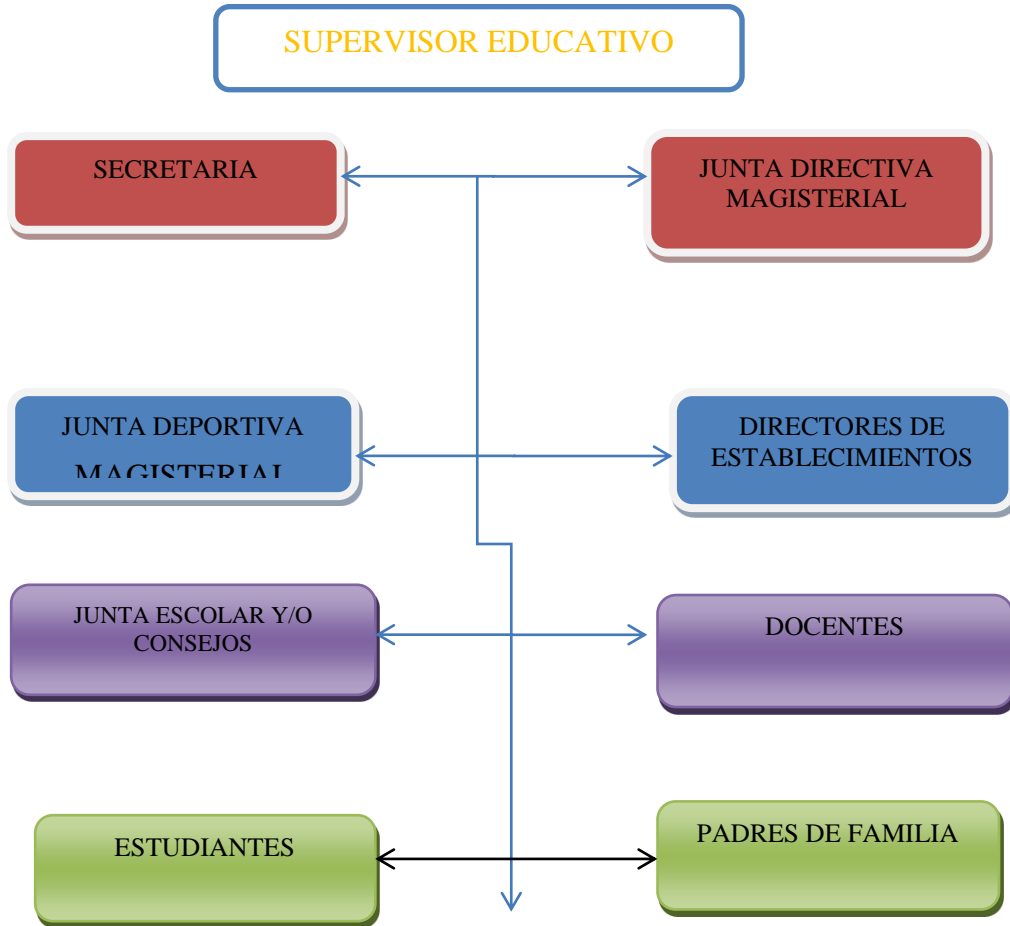 SUPERVISOR EDUCATIVO
SECRETARIA
JUNTA DIRECTIVA
MAGISTERIAL
JUNTA DEPORTIVA
MAGISTERIAL
DIRECTORES DE
ESTABLECIMIENTOS
JUNTA ESCOLAR Y/O
CONSEJOS
DOCENTES
ESTUDIANTES
PADRES DE FAMILIA